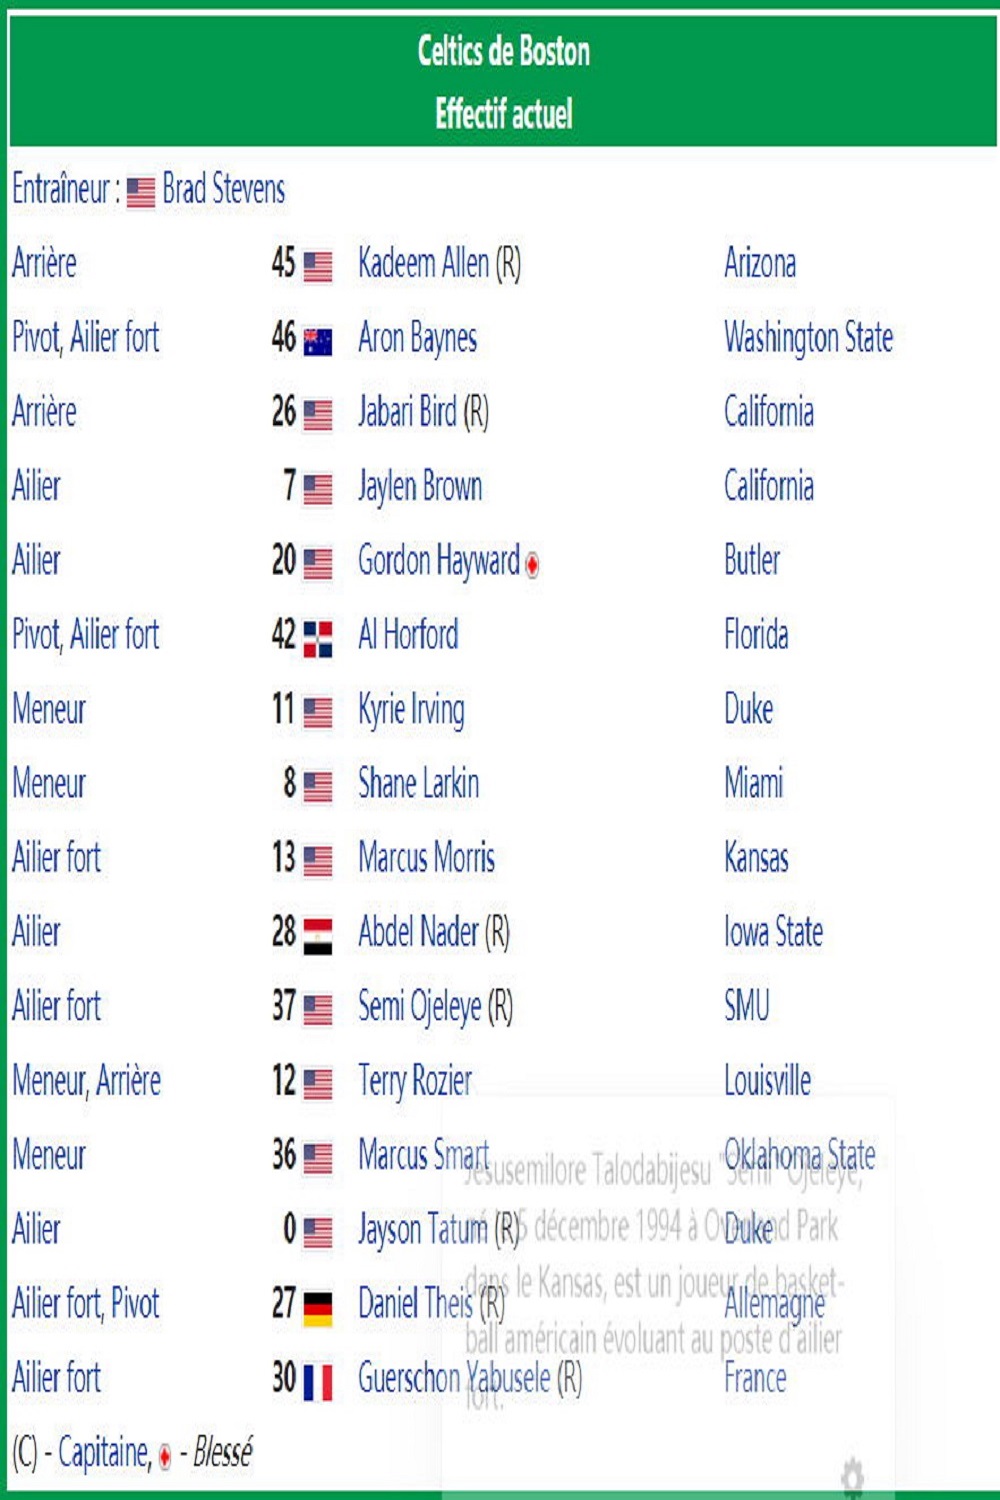 Celtics de Boston
Effectif actuel
Entraîneur : Brad Stevens
Arrière 45 Kadeem Allen (R) Arizona
Pivot, Ailier fort 46 Aron Baynes Washington State
Arrière 26 Jabari Bird (R) California
Ailier 7 Jaylen Brown California
Ailier 20 Gordon Hayward Butler
Pivot, Ailier fort 42 Al Horford Florida
Meneur 11 Kyrie Irving Duke
Meneur 8 Shane Larkin Miami
Ailier fort 13 Marcus Morris Kansas
Ailier 28 Abdel Nader (R) Iowa State
Ailier fort 37 Semi Ojeleye (R) SMU
Meneur, Arrière 12 Terry Rozier Louisville
Meneur 36 Marcus Smart Oklahoma State
Jesusemilore Talodabijesu "Semi" Ojeleye,
Ailier 0 Jayson Tatum (R) Duke
5 décembre 1994 à Overland Park
dans le Kansas, est un joueur de basket-
Ailier fort, Pivot 27 Daniel Theis (R) Allemagne
ball américain évoluant au poste d'ailier
Ailier fort 30 Guerschon Yabusele (R) France
fort.
(C) - Capitaine, - Blessé